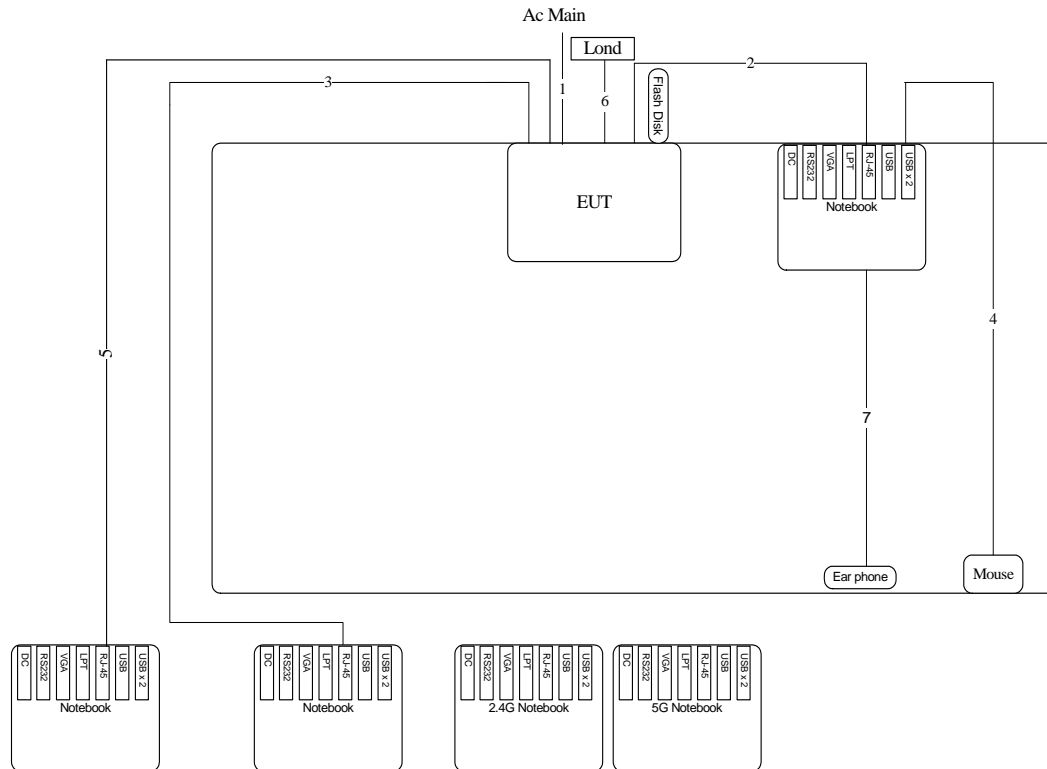 Ac Main
Lond
3
2
1
6
Flash Disk
EUT
DC
RS232
VGA
LPT
RJ-45
USB
USB x 2
Notebook
5
4
7
Ear phone
Mouse
DC
RS232
VGA
LPT
RJ-45
USB
USB x 2
Notebook
DC
RS232
VGA
LPT
RJ-45
USB
USB x 2
Notebook
DC
RS232
VGA
LPT
RJ-45
USB
USB x 2
2.4G Notebook
DC
RS232
VGA
LPT
RJ-45
USB
USB x 2
5G Notebook